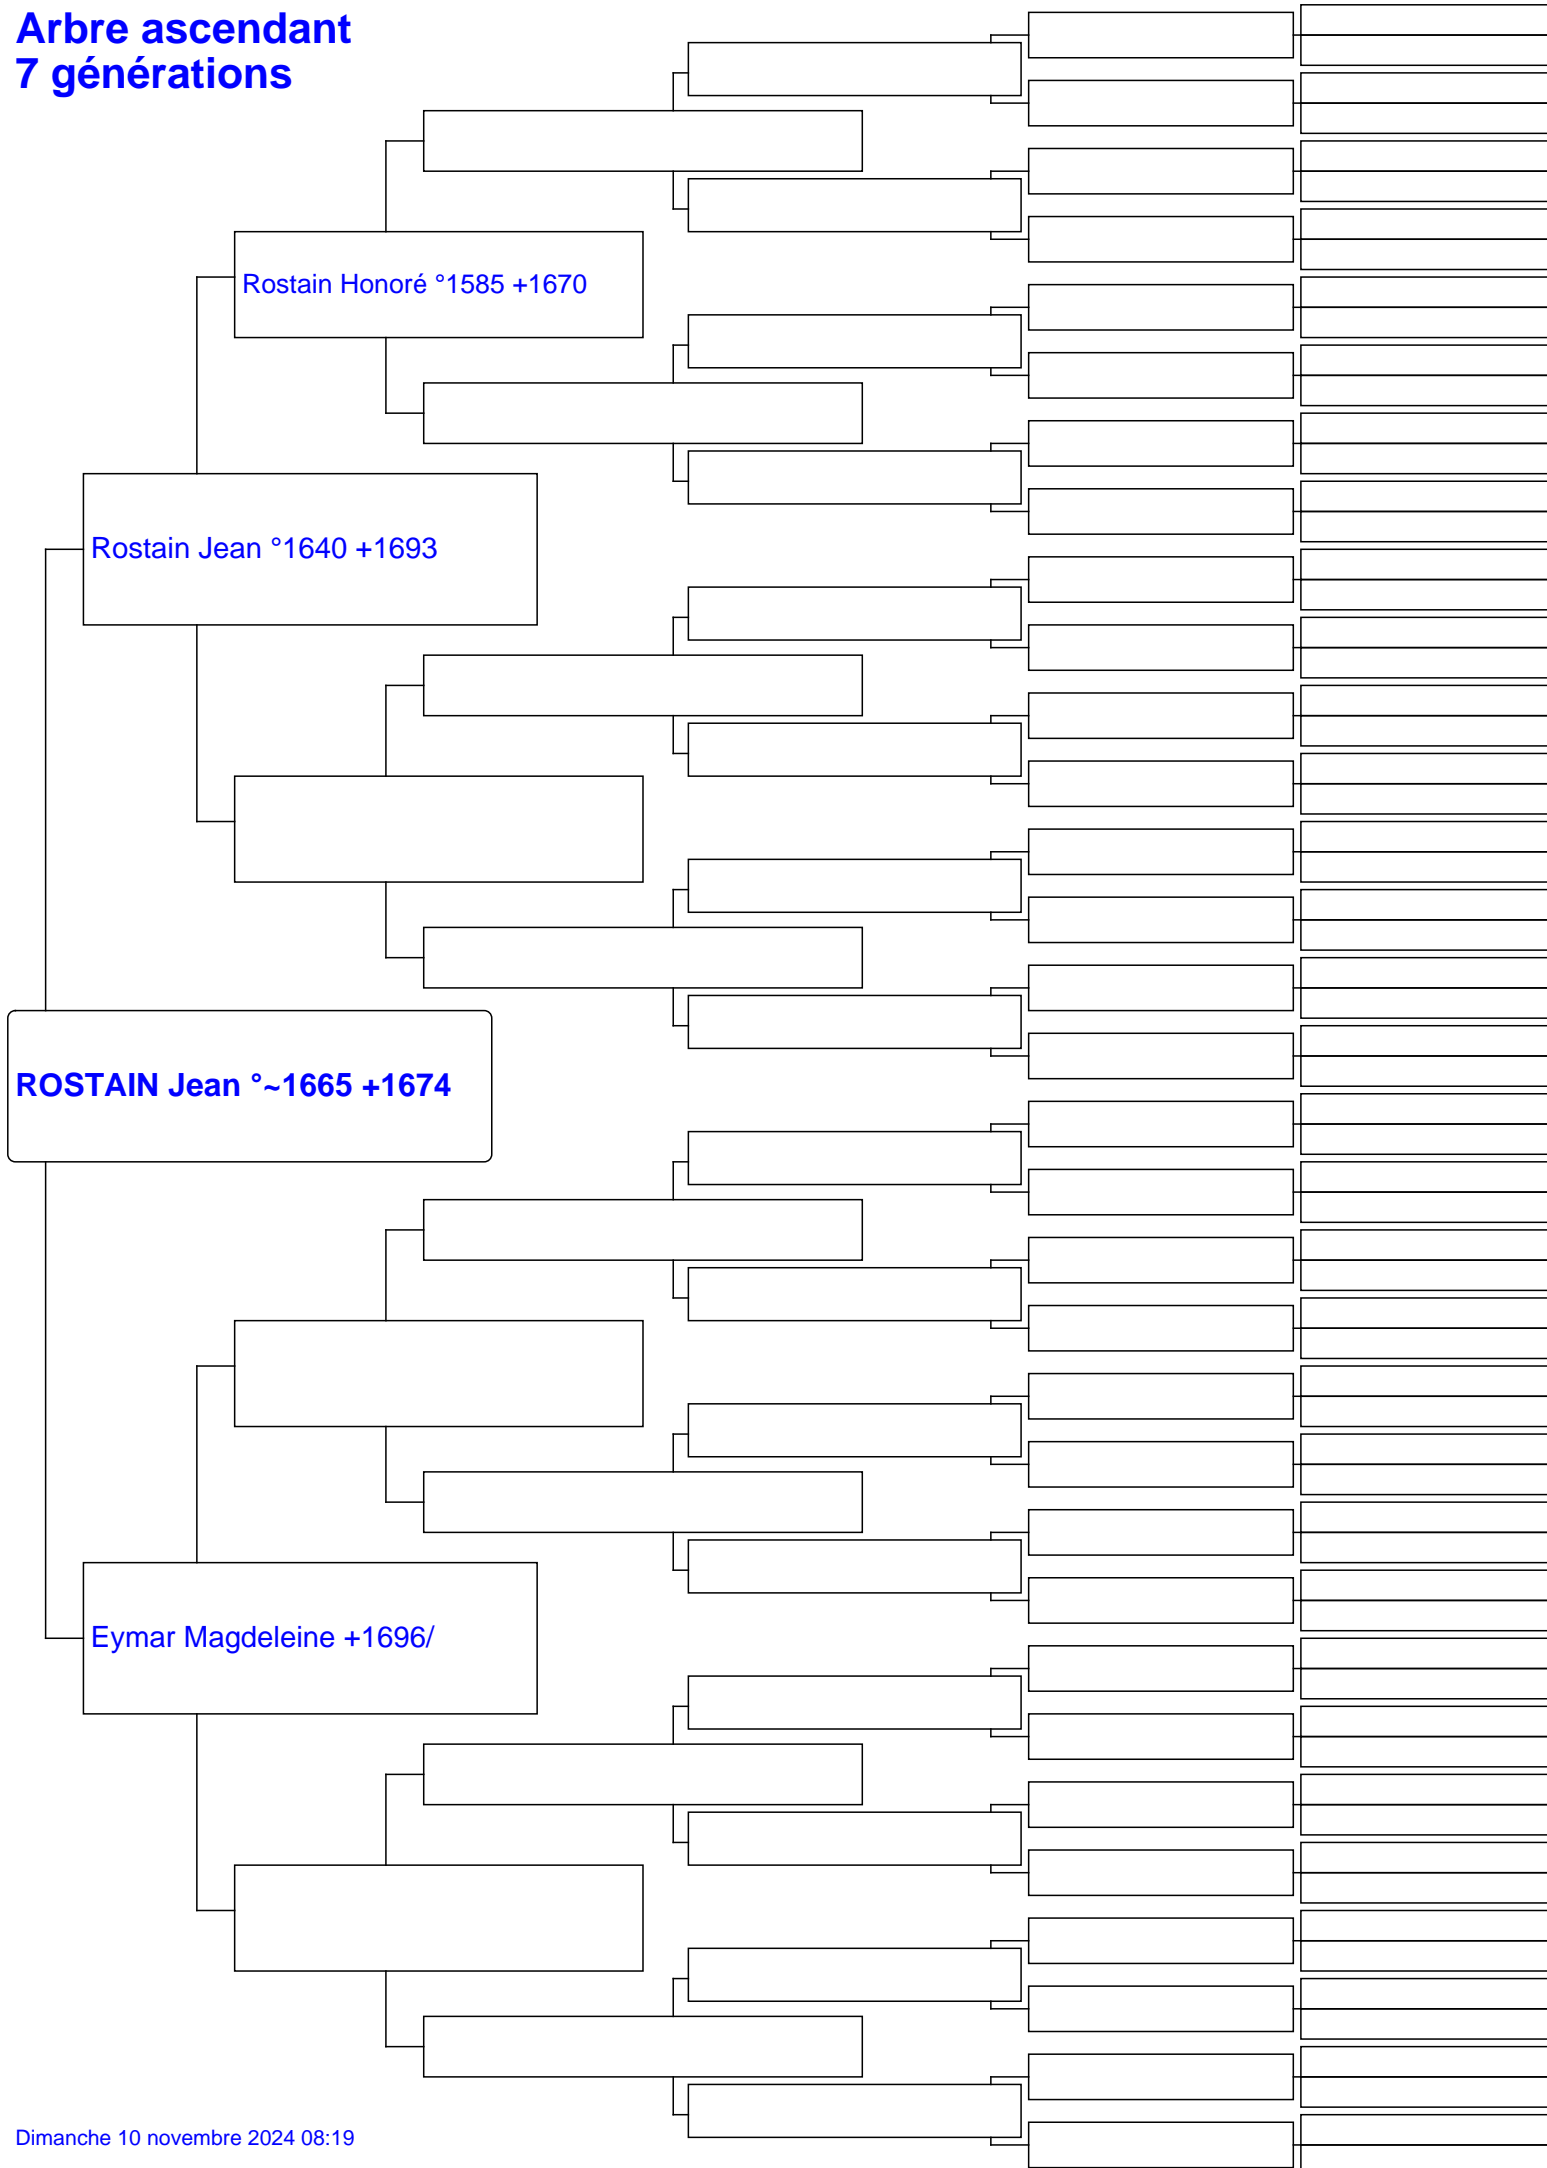 Arbre ascendant
7 générations
Rostain Honoré °1585 +1670
Rostain Jean °1640 +1693
ROSTAIN Jean °~1665 +1674
Eymar Magdeleine +1696/
Dimanche 10 novembre 2024 08:19